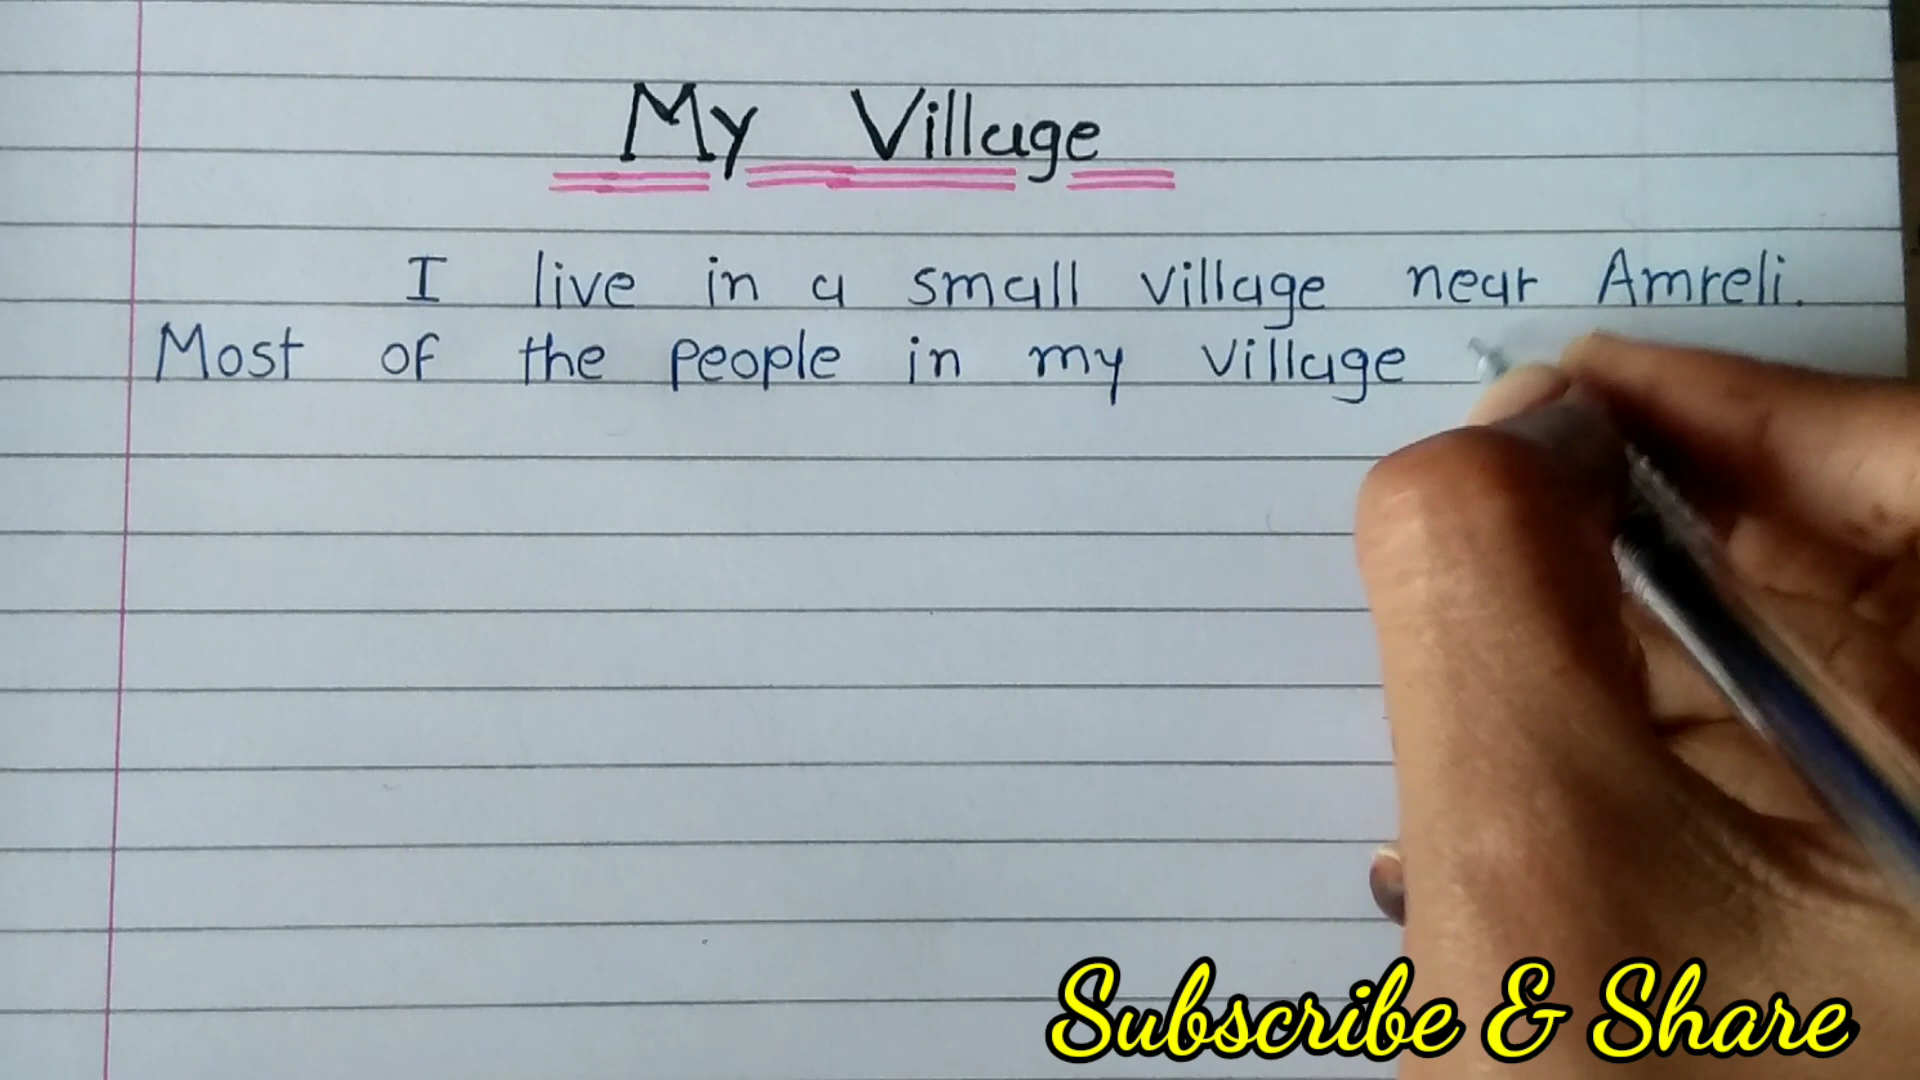 My Village
I live in a small village near Amreli.
Most of the people in my village
Subscribe & Share